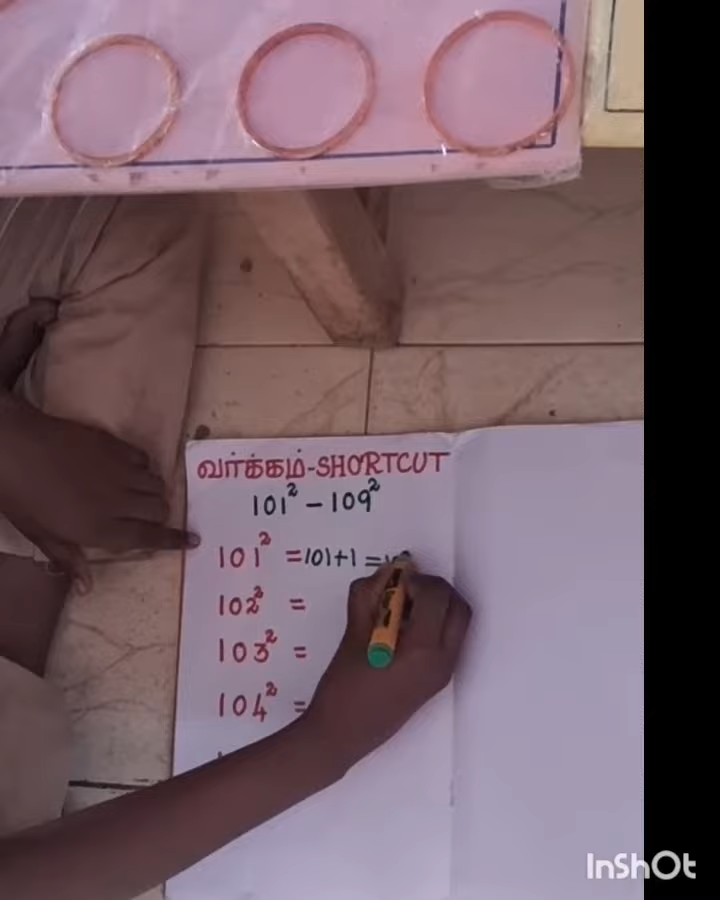 வர்க்கம்-SHORTCUT
101² - 109²
101² = 101+1 =
102² =
103² =
104² =
InShOt